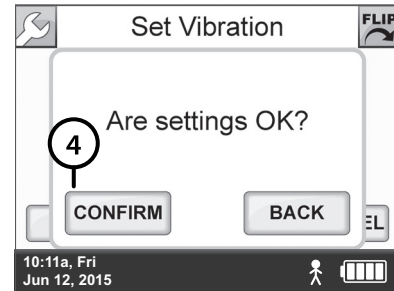 Set Vibration
FLIP
Are settings OK?
4
CONFIRM
BACK
EL
10:11a, Fri
Jun 12, 2015